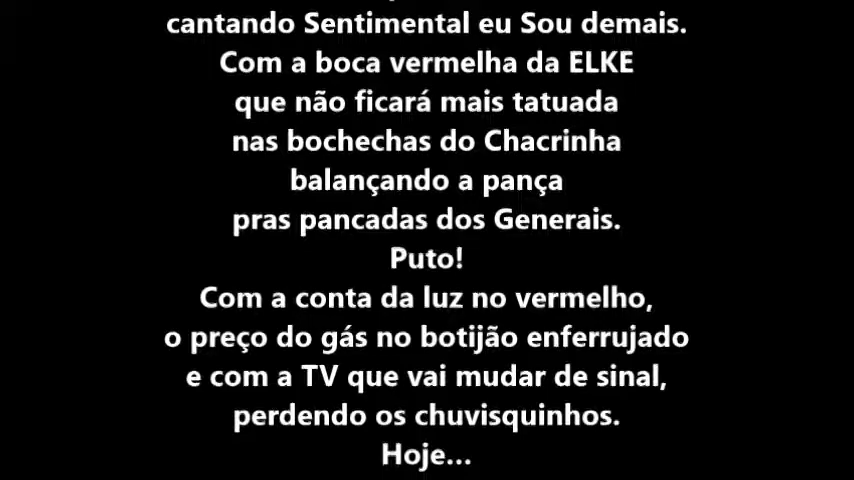 cantando Sentimental eu Sou demais.
Com a boca vermelha da ELKE
que não ficará mais tatuada
nas bochechas do Chacrinha
balançando a pança
pras pancadas dos Generais.
Puto!
Com a conta da luz no vermelho,
o preço do gás no botijão enferrujado
e com a TV que vai mudar de sinal,
perdendo os chuvisquinhos.
Hoje...